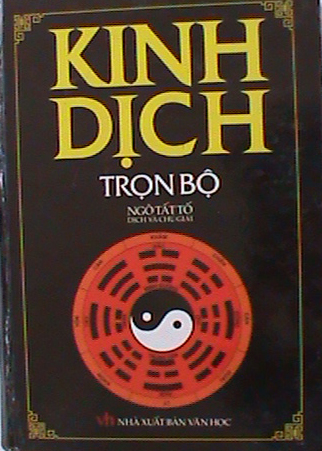 KINH
DỊCH
TRỌN BỘ
NGÔ TẤT TỐ
DỊCH VÀ CHÚ GIẢI
NHÀ XUẤT BẢN VĂN HỌC